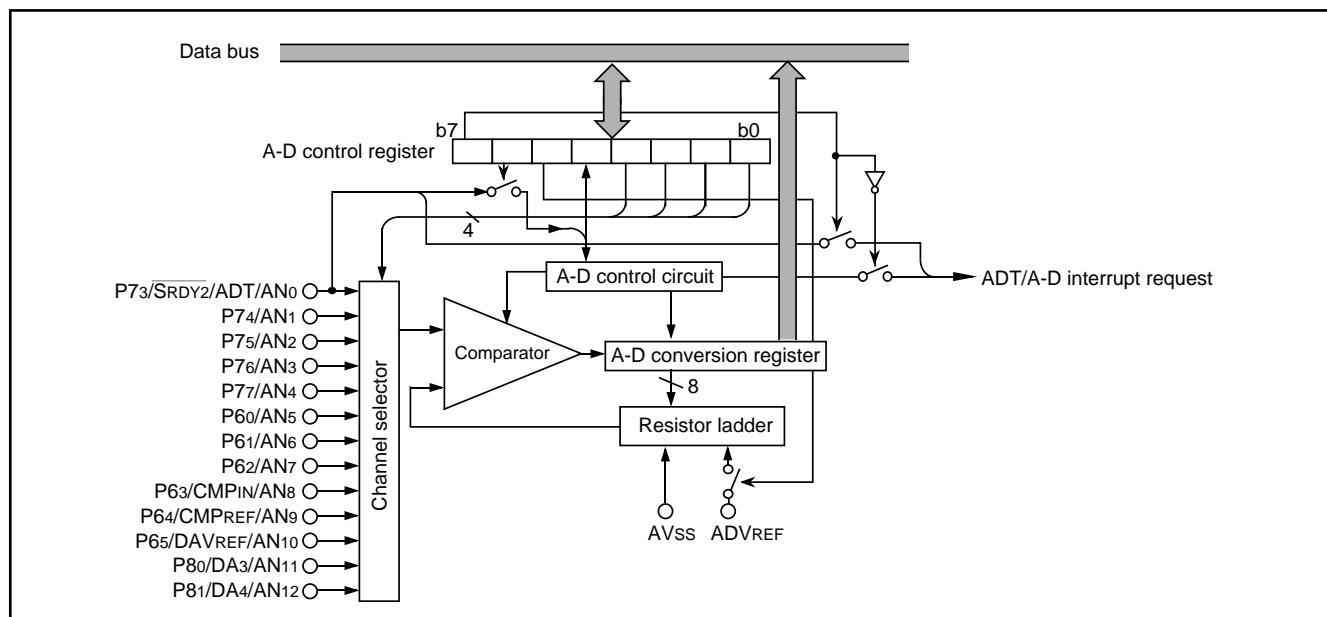 Data bus
b7
b0
A-D control register
4
A-D control circuit
ADT/A-D interrupt request
P73/SRDY2/ADT/AN0
P74/AN1
P75/AN2
P76/AN3
P77/AN4
P60/AN5
P61/AN6
P62/AN7
P63/CMPIN/AN8
P64/CMPREF/AN9
P65/DAVREF/AN10
P80/DA3/AN11
P81/DA4/AN12
Channel selector
Comparator
A-D conversion register
8
Resistor ladder
AVSS
ADVREF